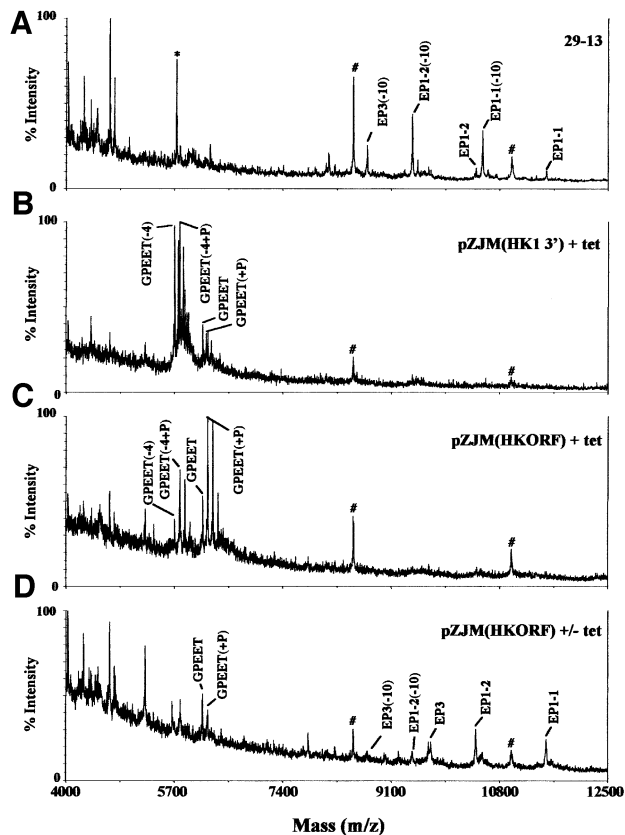 A
100
% Intensity
0
29-13
*
#
EP3(-10)
EP1-2(-10)
EP1-2
EP1-1(-10)
#
EP1-1
B
100
% Intensity
0
pZJM(HK1 3’) + tet
GPEET(-4)
GPEET(-4+P)
GPEET
GPEET(+P)
#
#
C
100
% Intensity
0
pZJM(HKORF) + tet
GPEET(-4)
GPEET(-4+P)
GPEET
GPEET(+P)
#
#
D
100
% Intensity
0
pZJM(HKORF) +/- tet
GPEET
GPEET(+P)
#
EP3(-10)
EP1-2(-10)
EP3
EP1-2
#
EP1-1
4000 5700 7400 9100 10800 12500
Mass (m/z)